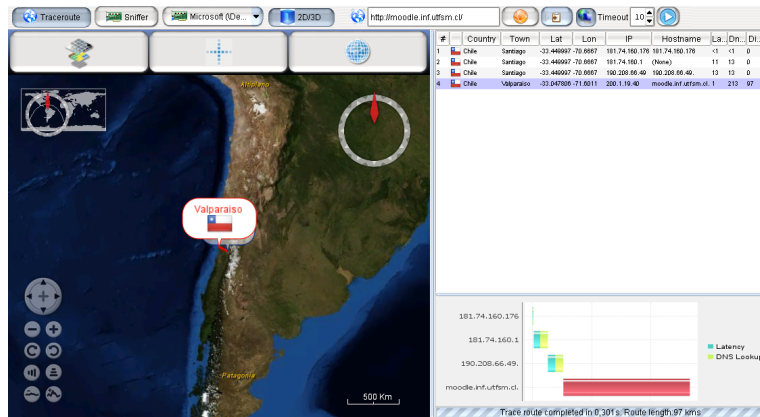 Traceroute Sniffer Microsoft (\De... 2D/3D http://moodle.inf.utfsm.cl/ Timeout 10
# Country Town Lat Lon IP Hostname La... Dn... Di...
1 Chile Santiago -33.449997 -70.6667 181.74.160.176 181.74.160.176 <1 <1 0
2 Chile Santiago -33.449997 -70.6667 181.74.160.1 (None) 11 13 0
3 Chile Santiago -33.449997 -70.6667 190.208.66.49 190.208.66.49. 13 13 0
4 Chile Valparaiso -33.047806 -71.6011 200.1.19.40 moodle.inf.utfsm.cl. 1 213 97
Altiplano
Valparaiso
Patagonia
500 Km
181.74.160.176
181.74.160.1
190.208.66.49.
moodle.inf.utfsm.cl.
Latency
DNS Lookup
Trace route completed in 0,301s. Route length,97 kms